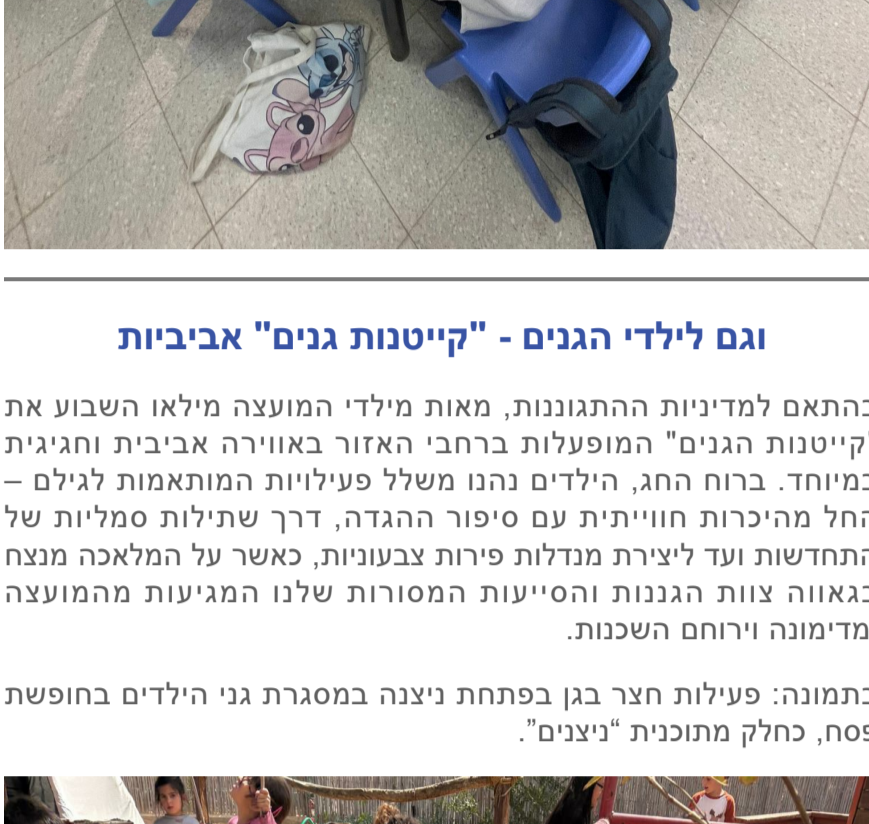 וגם לילדי הגנים - "קייטנות גנים" אביביות
בהתאם למדיניות ההתגוננות, מאות מילדי המועצה מילאו השבוע את
"קייטנות הגנים" המופעלות ברחבי האזור באווירה אביבית וחגיגית
במיוחד. ברוח החג, הילדים נהנו משלל פעילויות המותאמות לגילם –
החל מהיכרות חווייתית עם סיפור ההגדה, דרך שתילות סמליות של
התחדשות ועד ליצירת מנדלות פירות צבעוניות, כאשר על המלאכה מנצח
בגאווה צוות הגננות והסייעות המסורות שלנו המגיעות מהמועצה
מדימונה וירוחם השכנות.
בתמונה: פעילות חצר בגן בפתחת ניצנה במסגרת גני הילדים בחופשת
פסח, כחלק מתוכנית “ניצנים”.